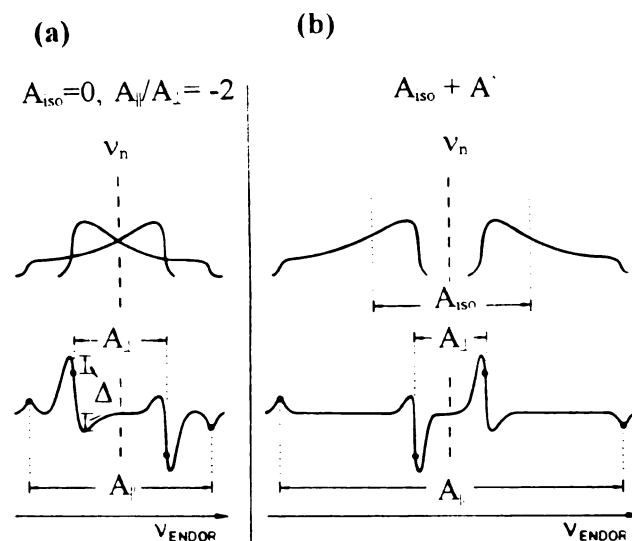 (a)
A_iso=0, A_∥/A_⊥= -2
ν_n
A_⊥
Δ
A_∥
ν_ENDOR
(b)
A_iso + A'
ν_n
A_iso
A_⊥
A_∥
ν_ENDOR